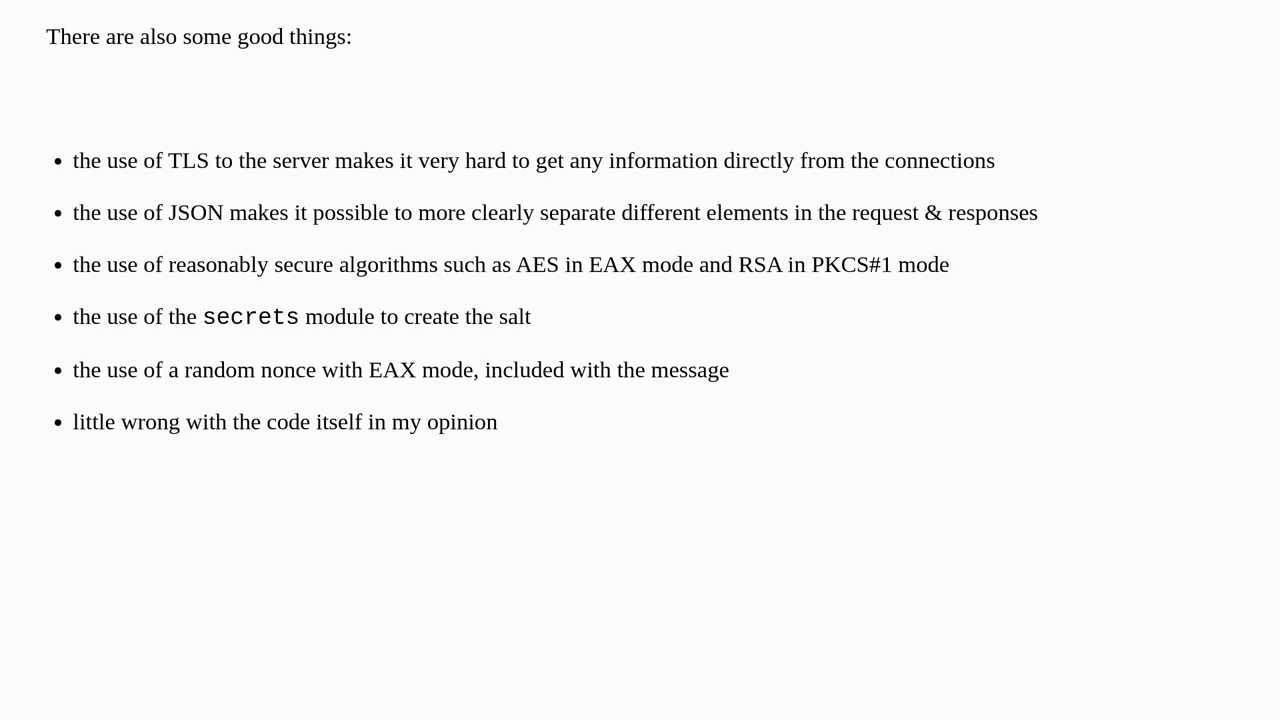 There are also some good things:
• the use of TLS to the server makes it very hard to get any information directly from the connections
• the use of JSON makes it possible to more clearly separate different elements in the request & responses
• the use of reasonably secure algorithms such as AES in EAX mode and RSA in PKCS#1 mode
• the use of the secrets module to create the salt
• the use of a random nonce with EAX mode, included with the message
• little wrong with the code itself in my opinion